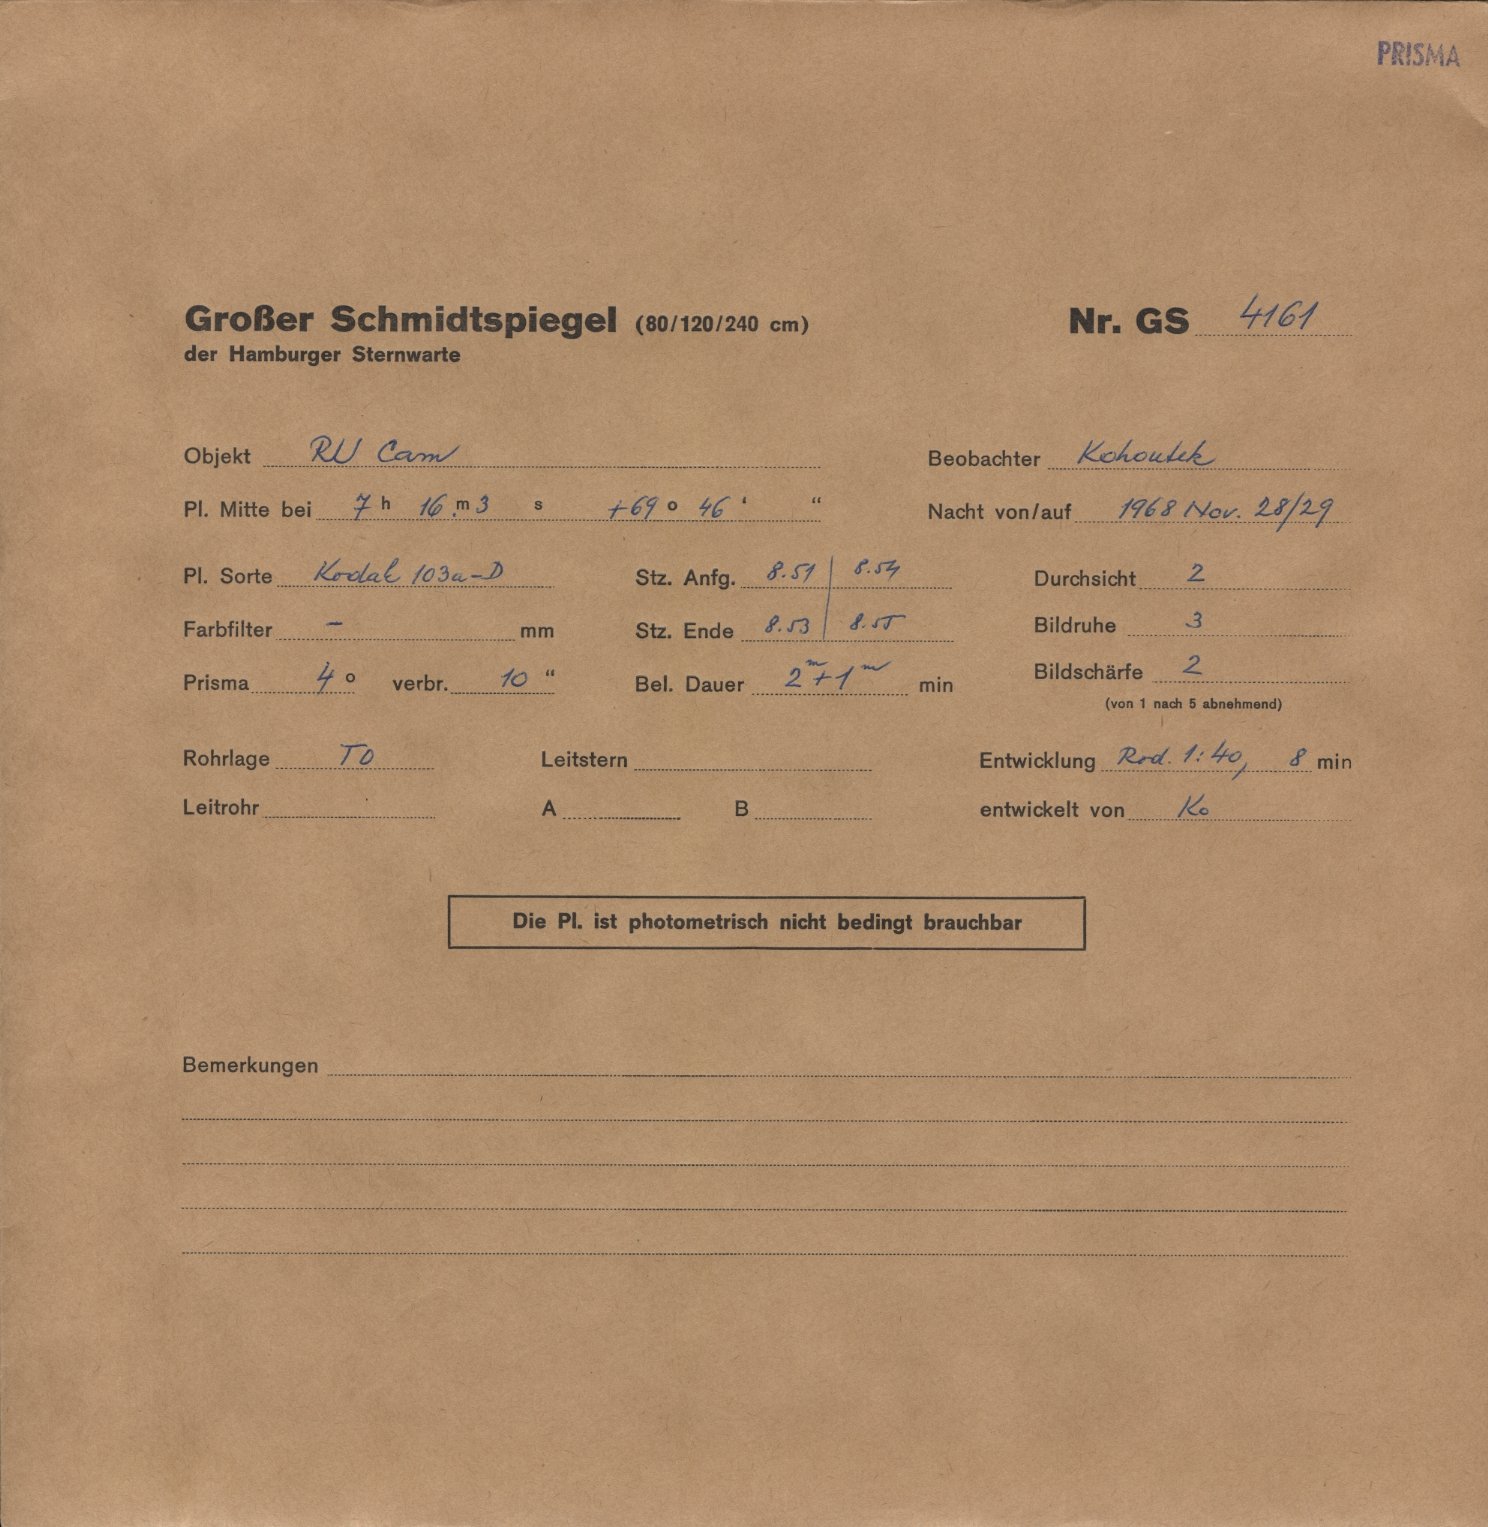 PRISMA
Großer Schmidtspiegel (80/120/240 cm) Nr. GS 4161
der Hamburger Sternwarte
Objekt RU Cam Beobachter Kohoutek
Pl. Mitte bei 7 h 16 .m 3 s +69 o 46 ‘ “ Nacht von/auf 1968 Nov. 28/29
Pl. Sorte Kodak 103a-D Stz. Anfg. 8.51 | 8.54 Durchsicht 2
Farbfilter – mm Stz. Ende 8.53 | 8.55 Bildruhe 3
Prisma 4 o verbr. 10 “ Bel. Dauer 2m+1m min Bildschärfe 2
(von 1 nach 5 abnehmend)
Rohrlage TO Leitstern Entwicklung Rod. 1:40, 8 min
Leitrohr A B entwickelt von Ko
Die Pl. ist photometrisch nicht bedingt brauchbar
Bemerkungen